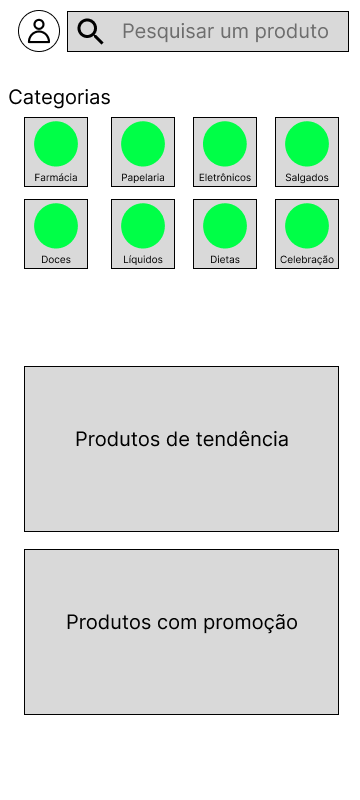 Pesquisar um produto
Categorias
Farmácia Papelaria Eletrônicos Salgados
Doces Líquidos Dietas Celebração
Produtos de tendência
Produtos com promoção